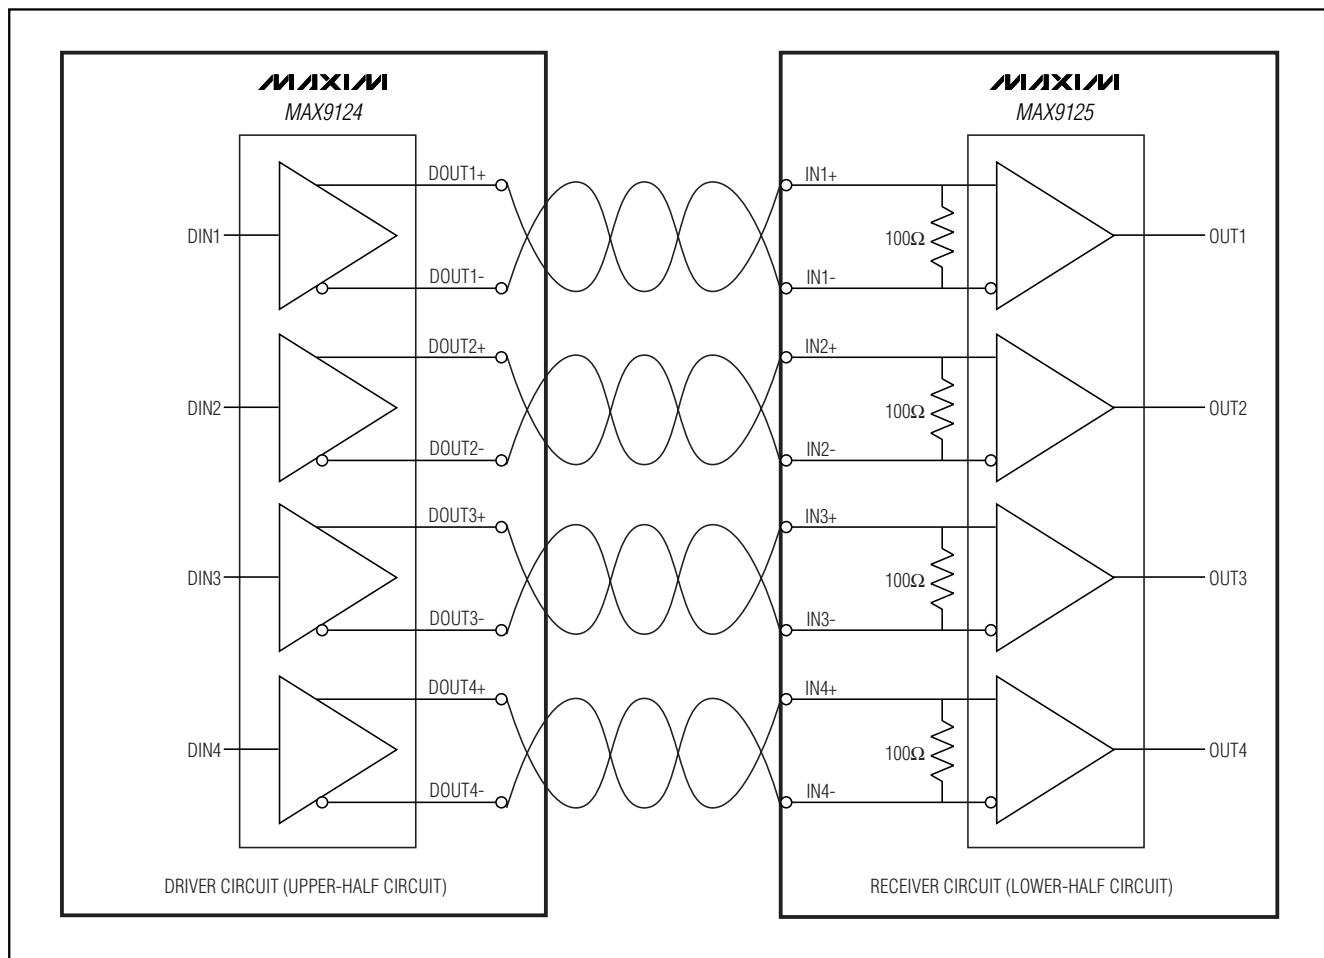 MAXIM
MAX9124
MAXIM
MAX9125
DOUT1+
IN1+
DIN1
100Ω
OUT1
DOUT1-
IN1-
DOUT2+
IN2+
DIN2
100Ω
OUT2
DOUT2-
IN2-
DOUT3+
IN3+
DIN3
100Ω
OUT3
DOUT3-
IN3-
DOUT4+
IN4+
DIN4
100Ω
OUT4
DOUT4-
IN4-
DRIVER CIRCUIT (UPPER-HALF CIRCUIT)
RECEIVER CIRCUIT (LOWER-HALF CIRCUIT)